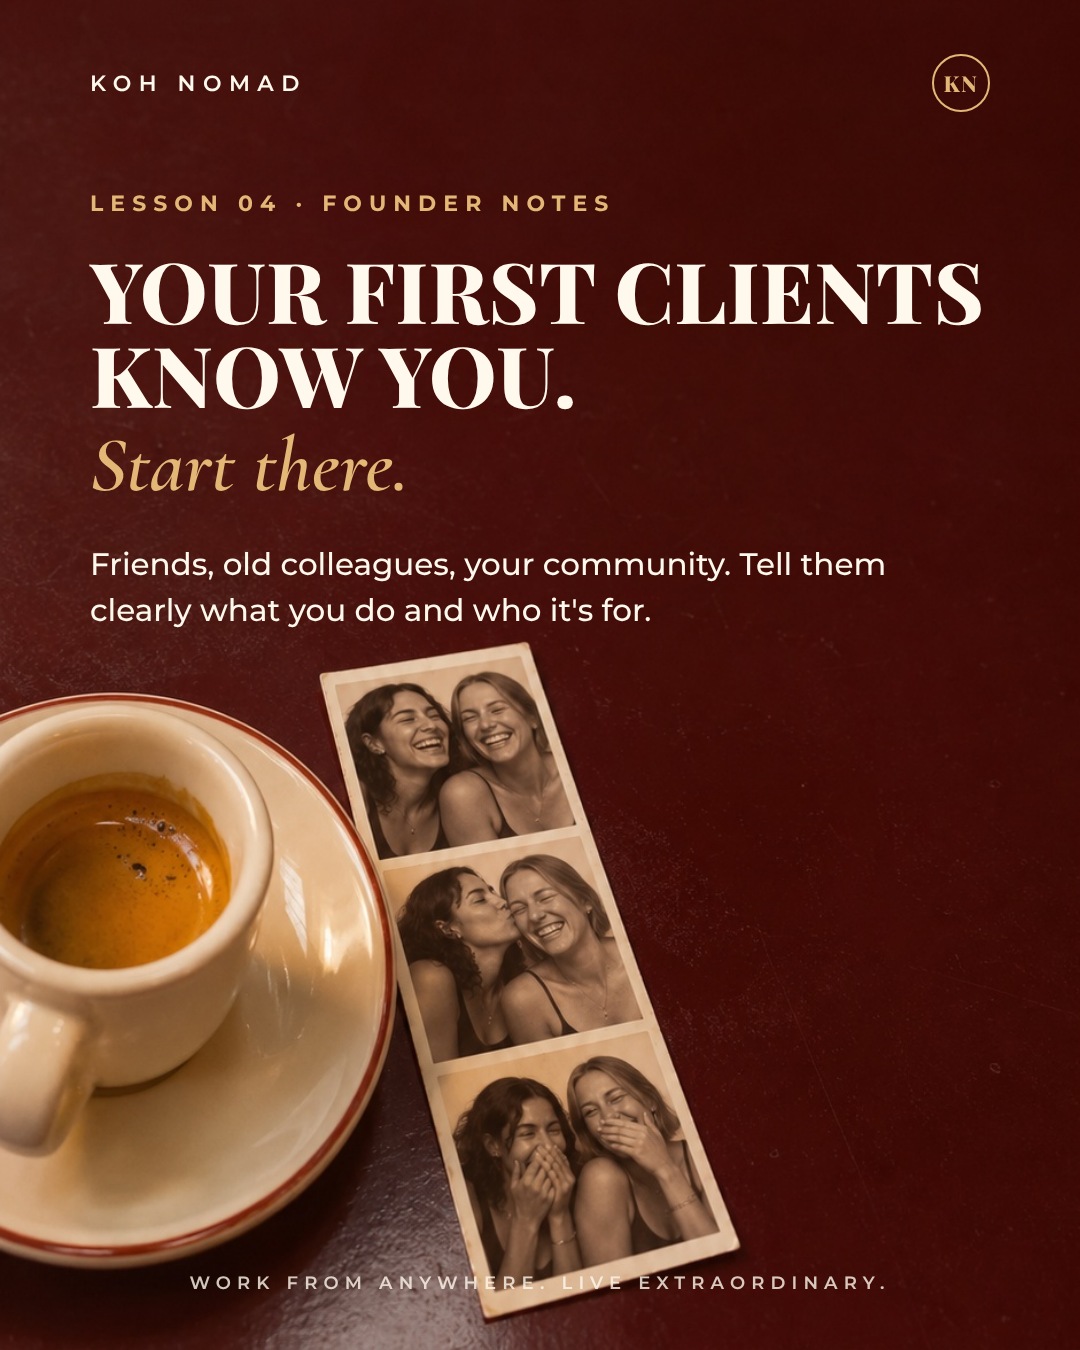 KOH NOMAD
KN
LESSON 04 · FOUNDER NOTES
YOUR FIRST CLIENTS
KNOW YOU.
Start there.
Friends, old colleagues, your community. Tell them
clearly what you do and who it's for.
WORK FROM ANYWHERE. LIVE EXTRAORDINARY.